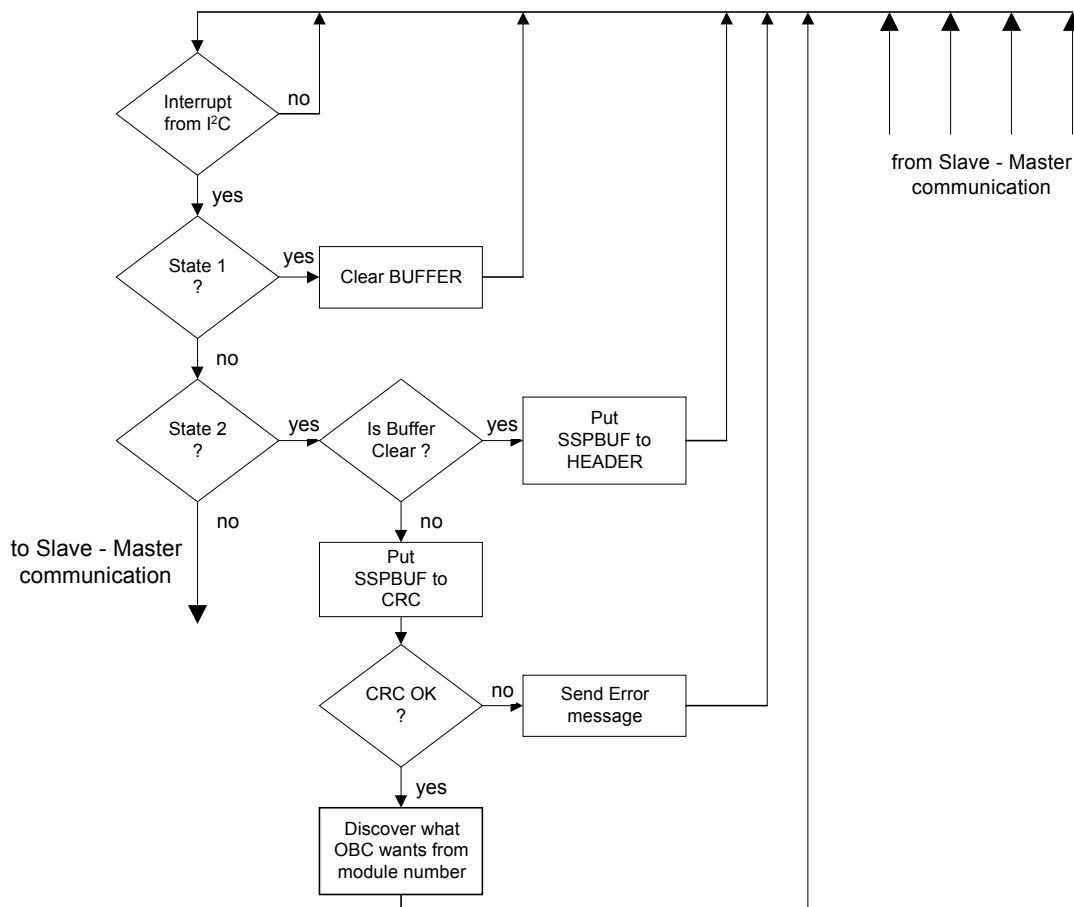 Interrupt
from I²C
no
from Slave - Master
communication
yes
State 1
?
yes
Clear BUFFER
no
State 2
?
yes
Is Buffer
Clear ?
yes
Put
SSPBUF to
HEADER
no
to Slave - Master
communication
no
Put
SSPBUF to
CRC
CRC OK
?
no
Send Error
message
yes
Discover what
OBC wants from
module number